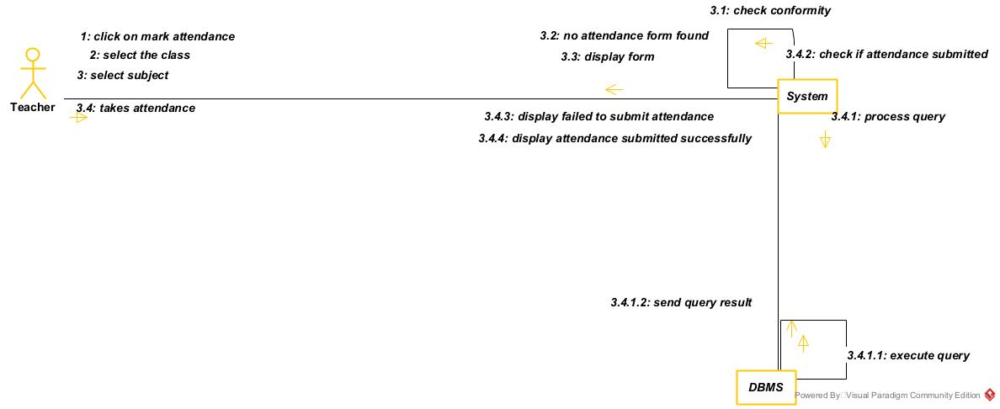 3.1: check conformity
1: click on mark attendance
3.2: no attendance form found
2: select the class
3.3: display form
3.4.2: check if attendance submitted
3: select subject
System
Teacher
3.4: takes attendance
3.4.3: display failed to submit attendance
3.4.1: process query
3.4.4: display attendance submitted successfully
3.4.1.2: send query result
3.4.1.1: execute query
DBMS
Powered By Visual Paradigm Community Edition